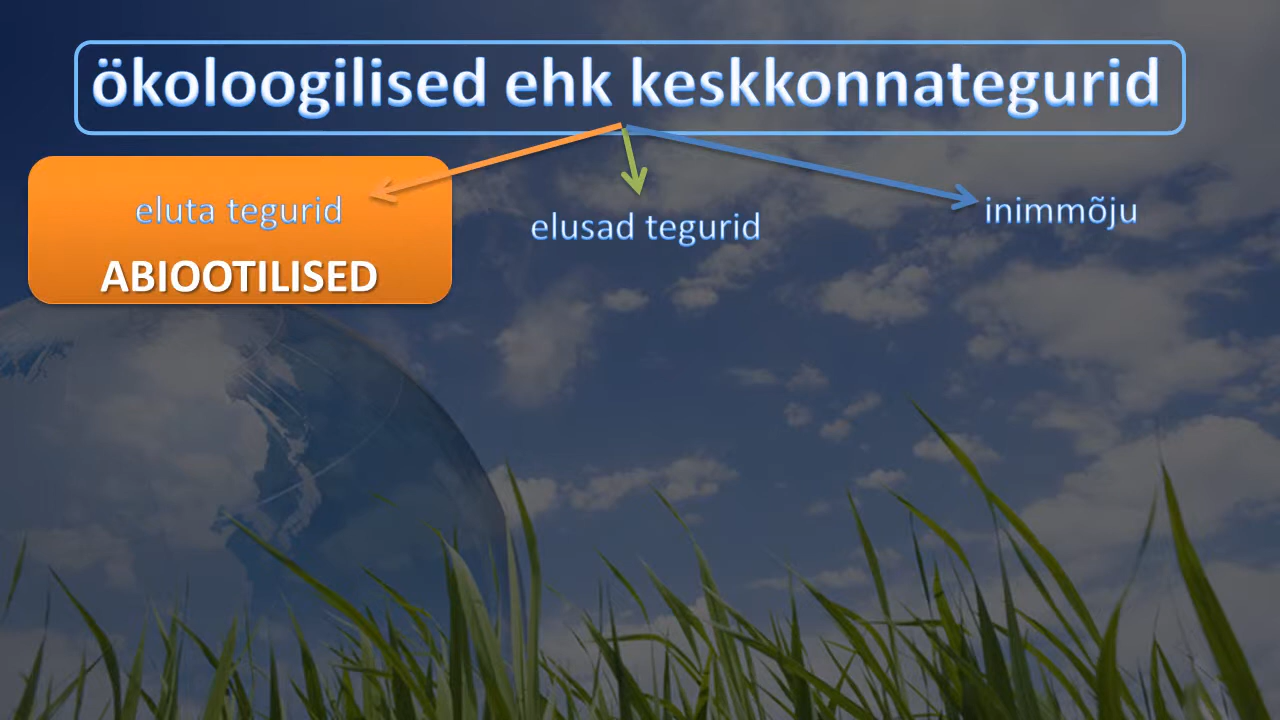 ökoloogilised ehk keskkonnategurid
eluta tegurid
ABIOOTILISED
elusad tegurid
inimmõju